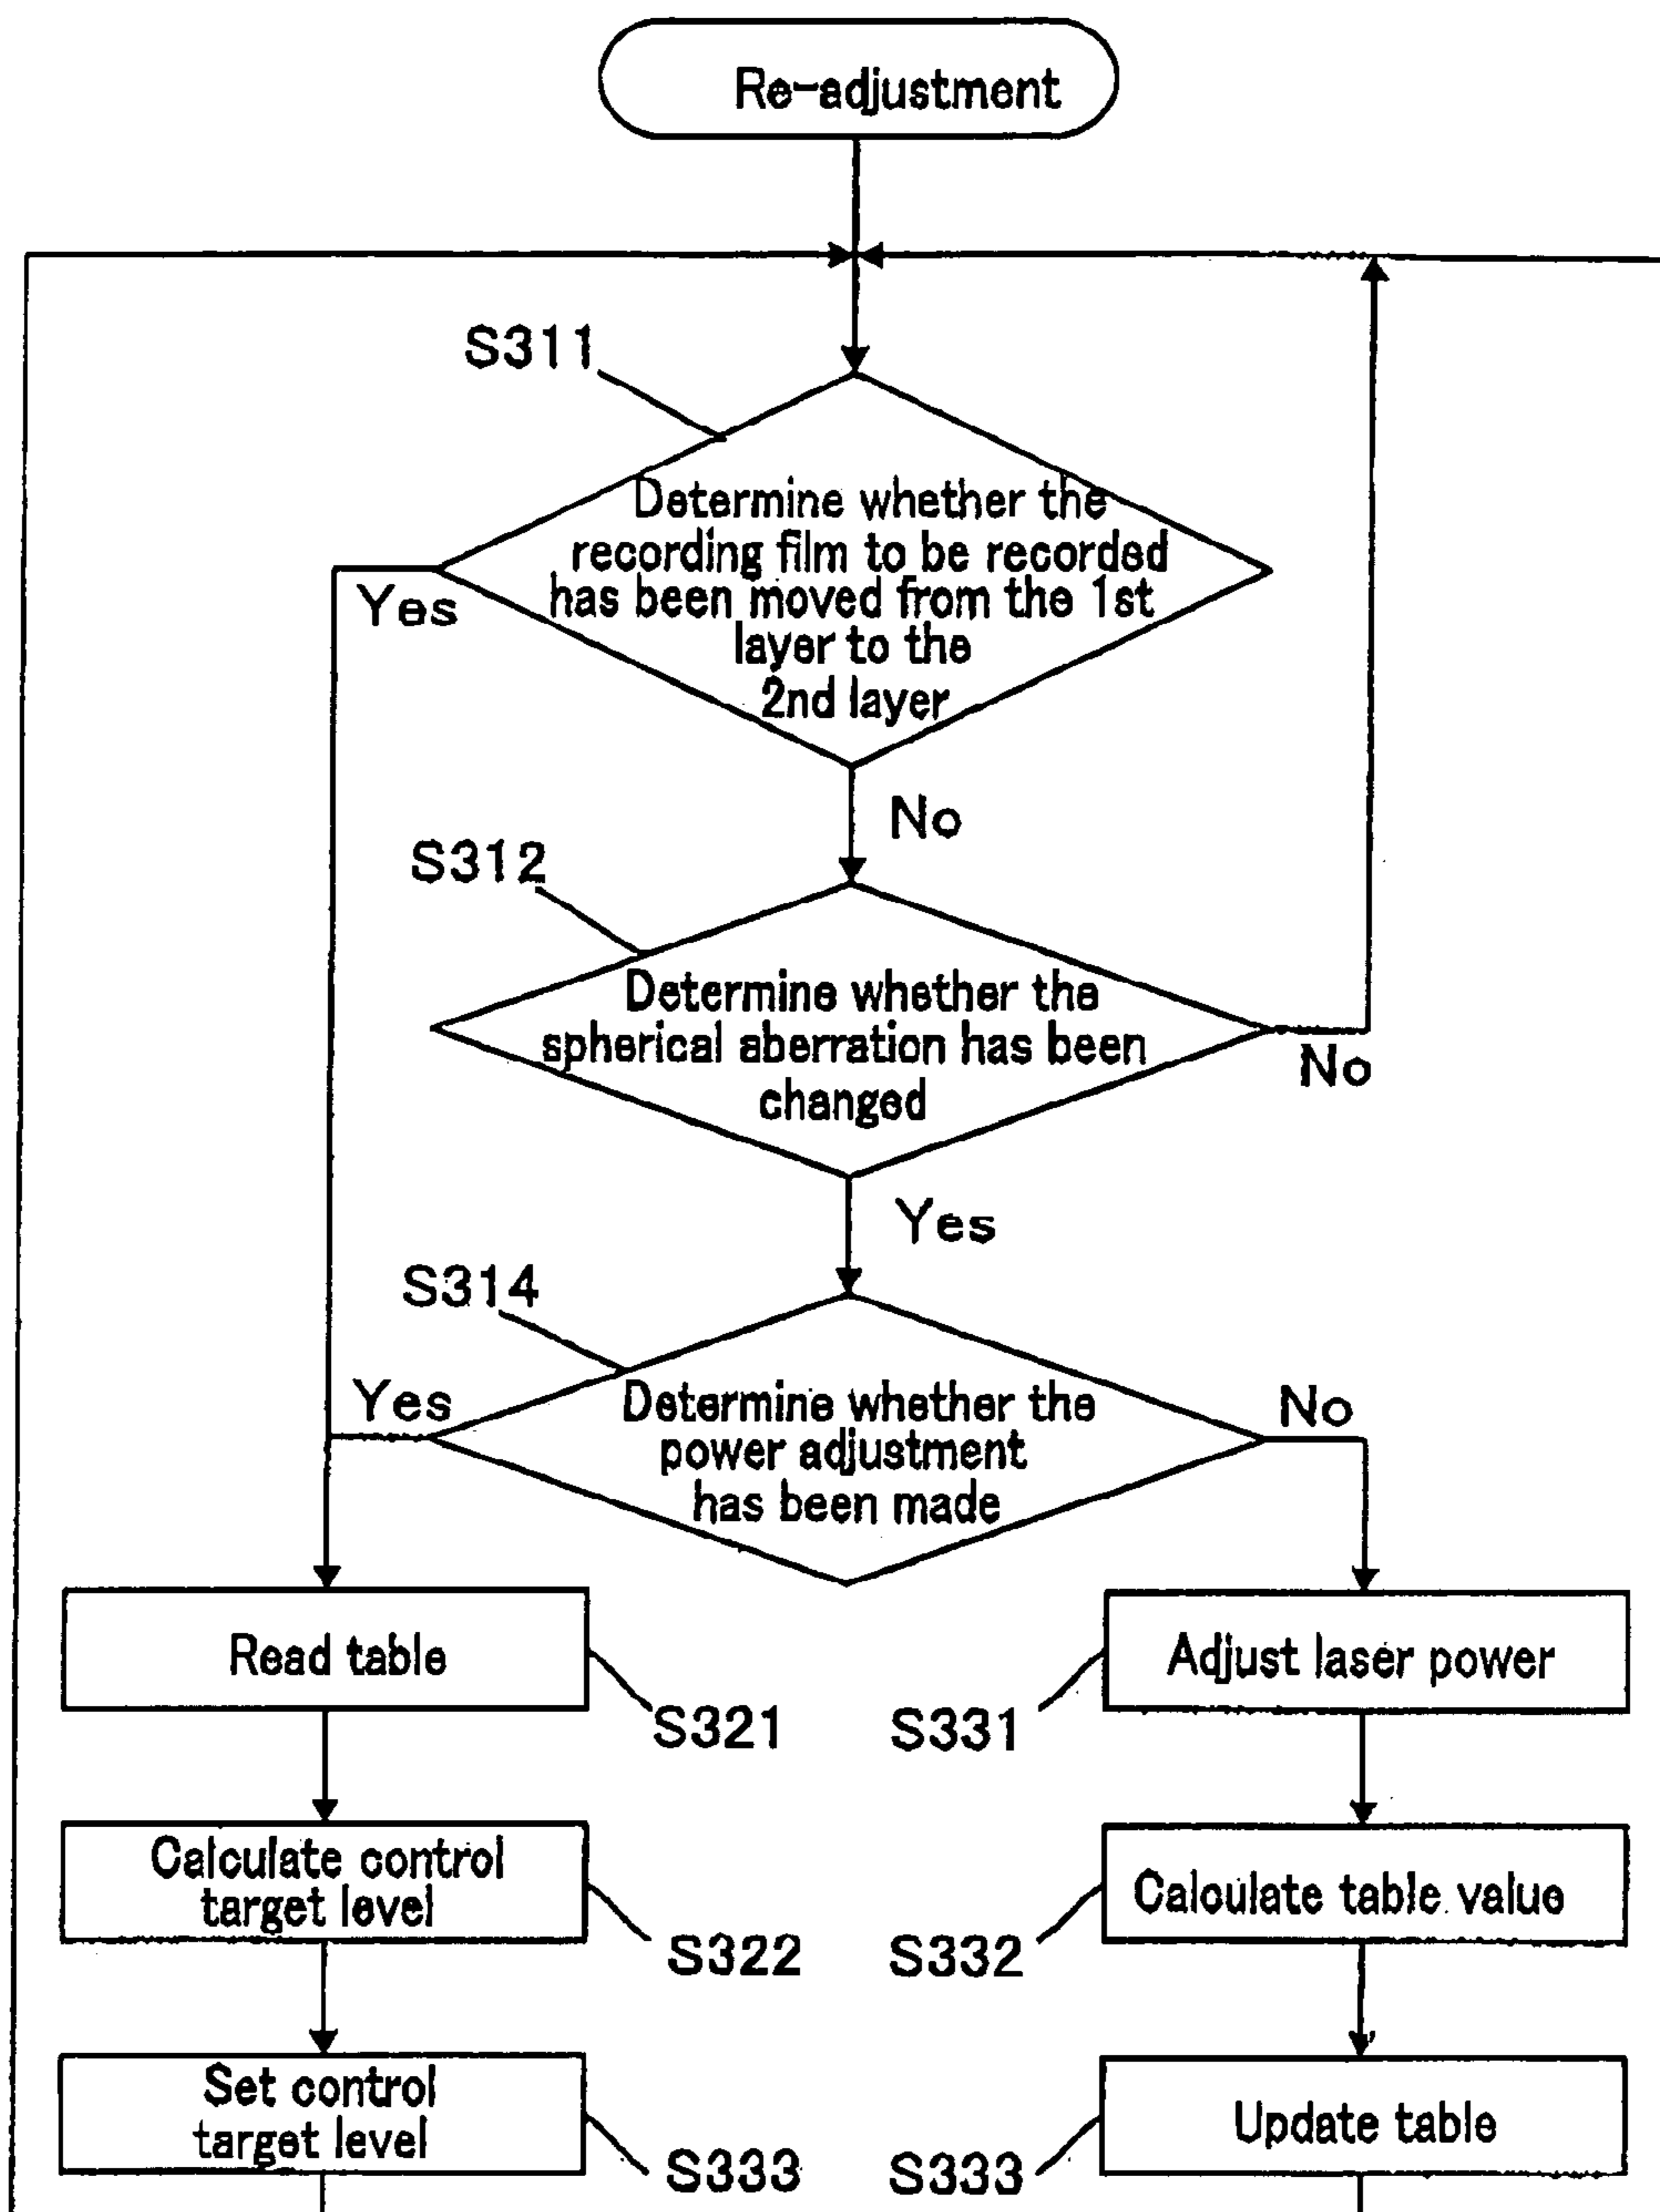 Re-adjustment
S311
Determine whether the
recording film to be recorded
has been moved from the 1st
layer to the
2nd layer
Yes
No
S312
Determine whether the
spherical aberration has been
changed
No
Yes
S314
Determine whether the
power adjustment
has been made
Yes
No
Read table
S321
Adjust laser power
S331
Calculate control
target level
S322
Calculate table value
S332
Set control
target level
S333
Update table
S333